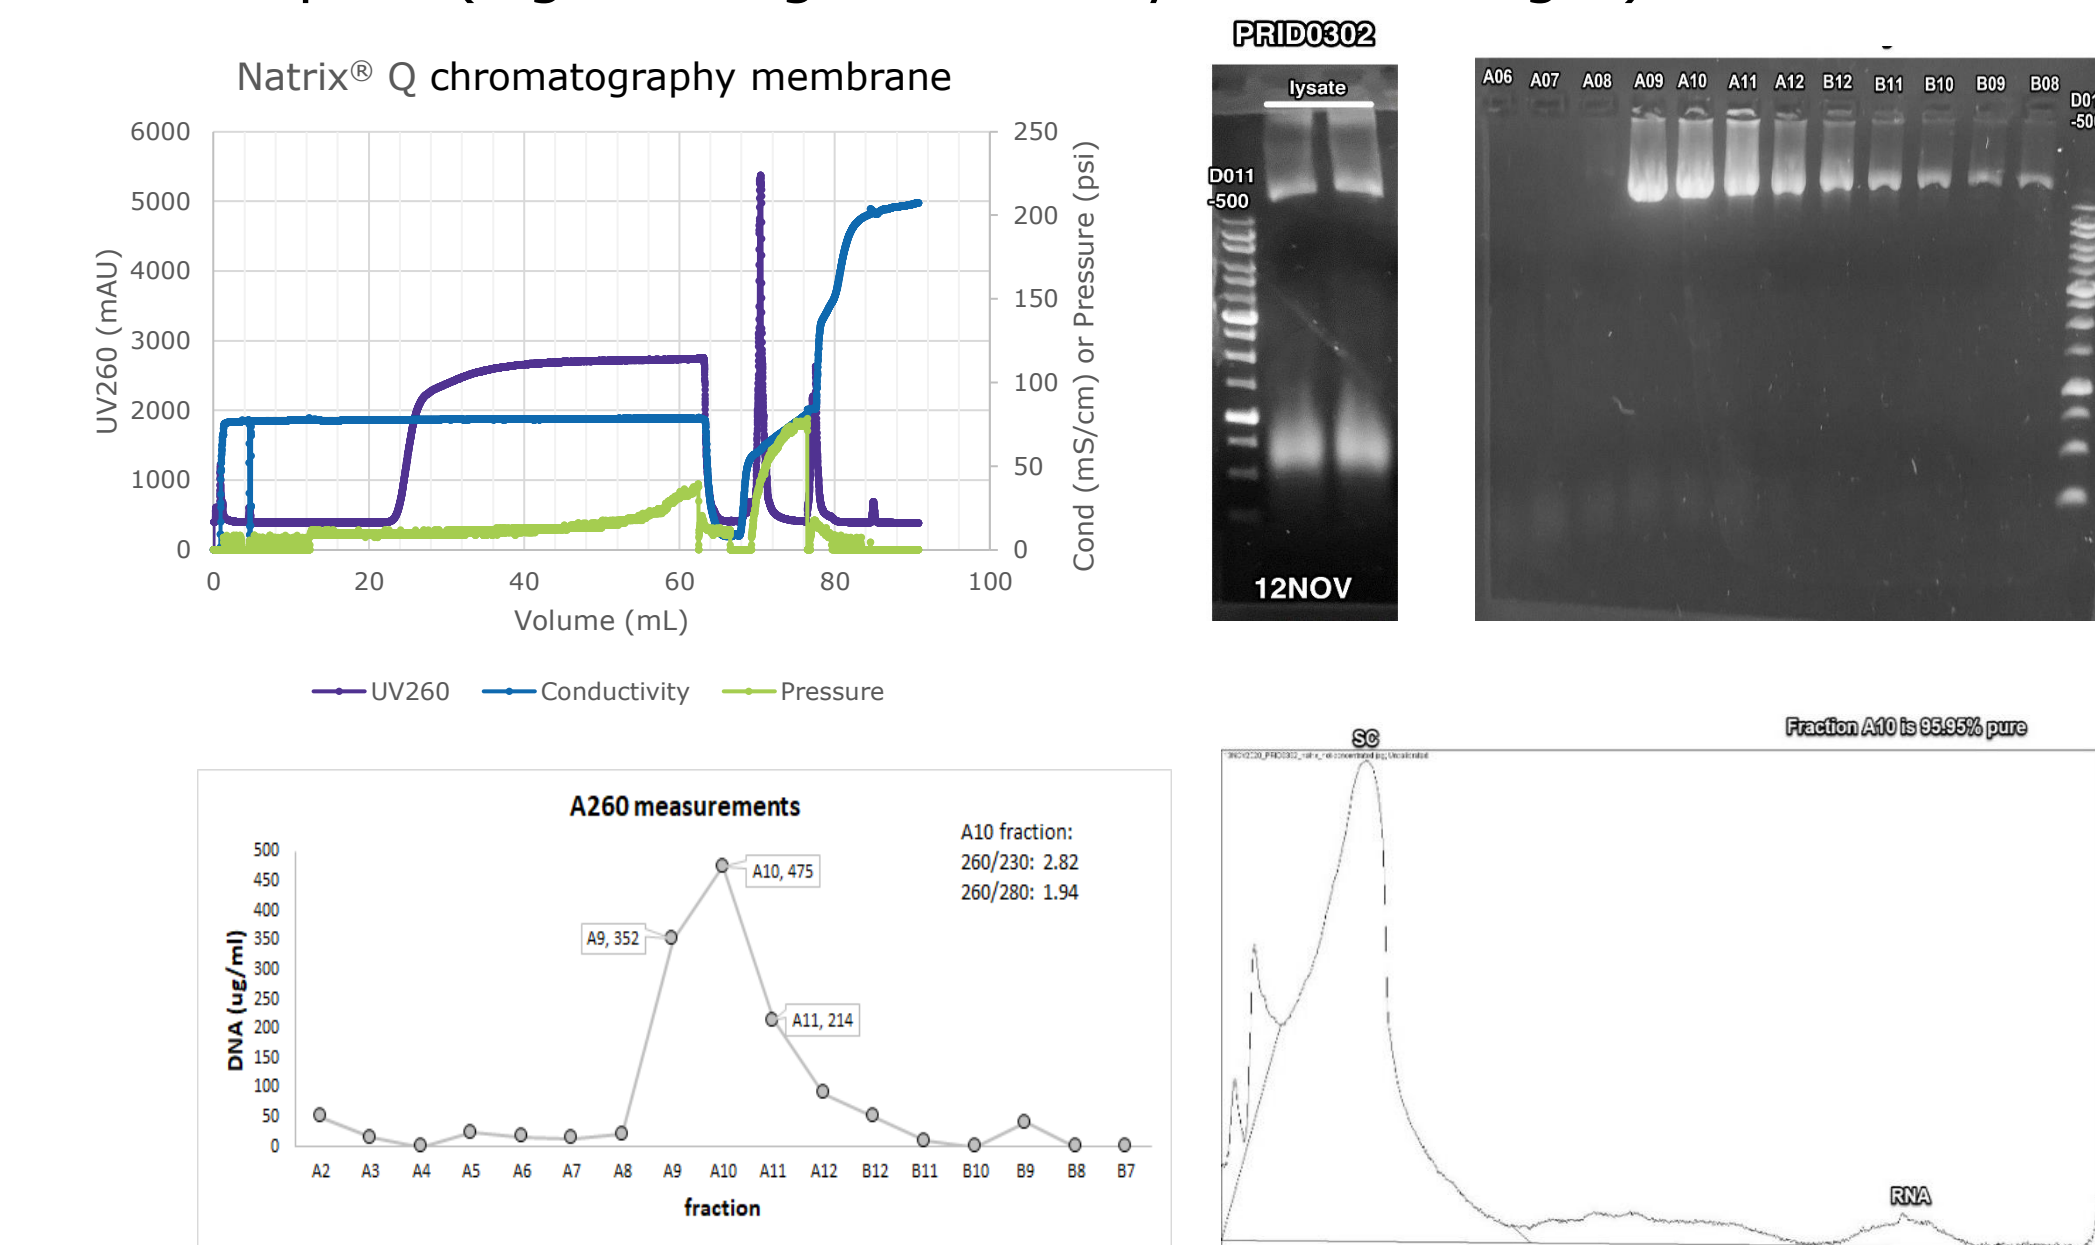 Natrix® Q chromatography membrane
6000
5000
4000
3000
2000
1000
0
UV260 (mAU)
250
200
150
100
50
0
Cond (mS/cm) or Pressure (psi)
0 20 40 60 80 100
Volume (mL)
UV260 Conductivity Pressure
PRID0302
lysate
D011
-500
12NOV
A06 A07 A08 A09 A10 A11 A12 B12 B11 B10 B09 B08
D01
-50
A260 measurements
A10 fraction:
260/230: 2.82
260/280: 1.94
500
450
400
350
300
250
200
150
100
50
0
DNA (ug/ml)
A9, 352
A10, 475
A11, 214
A2 A3 A4 A5 A6 A7 A8 A9 A10 A11 A12 B12 B11 B10 B9 B8 B7
fraction
Fraction A10 is 95.95% pure
SC
RNA